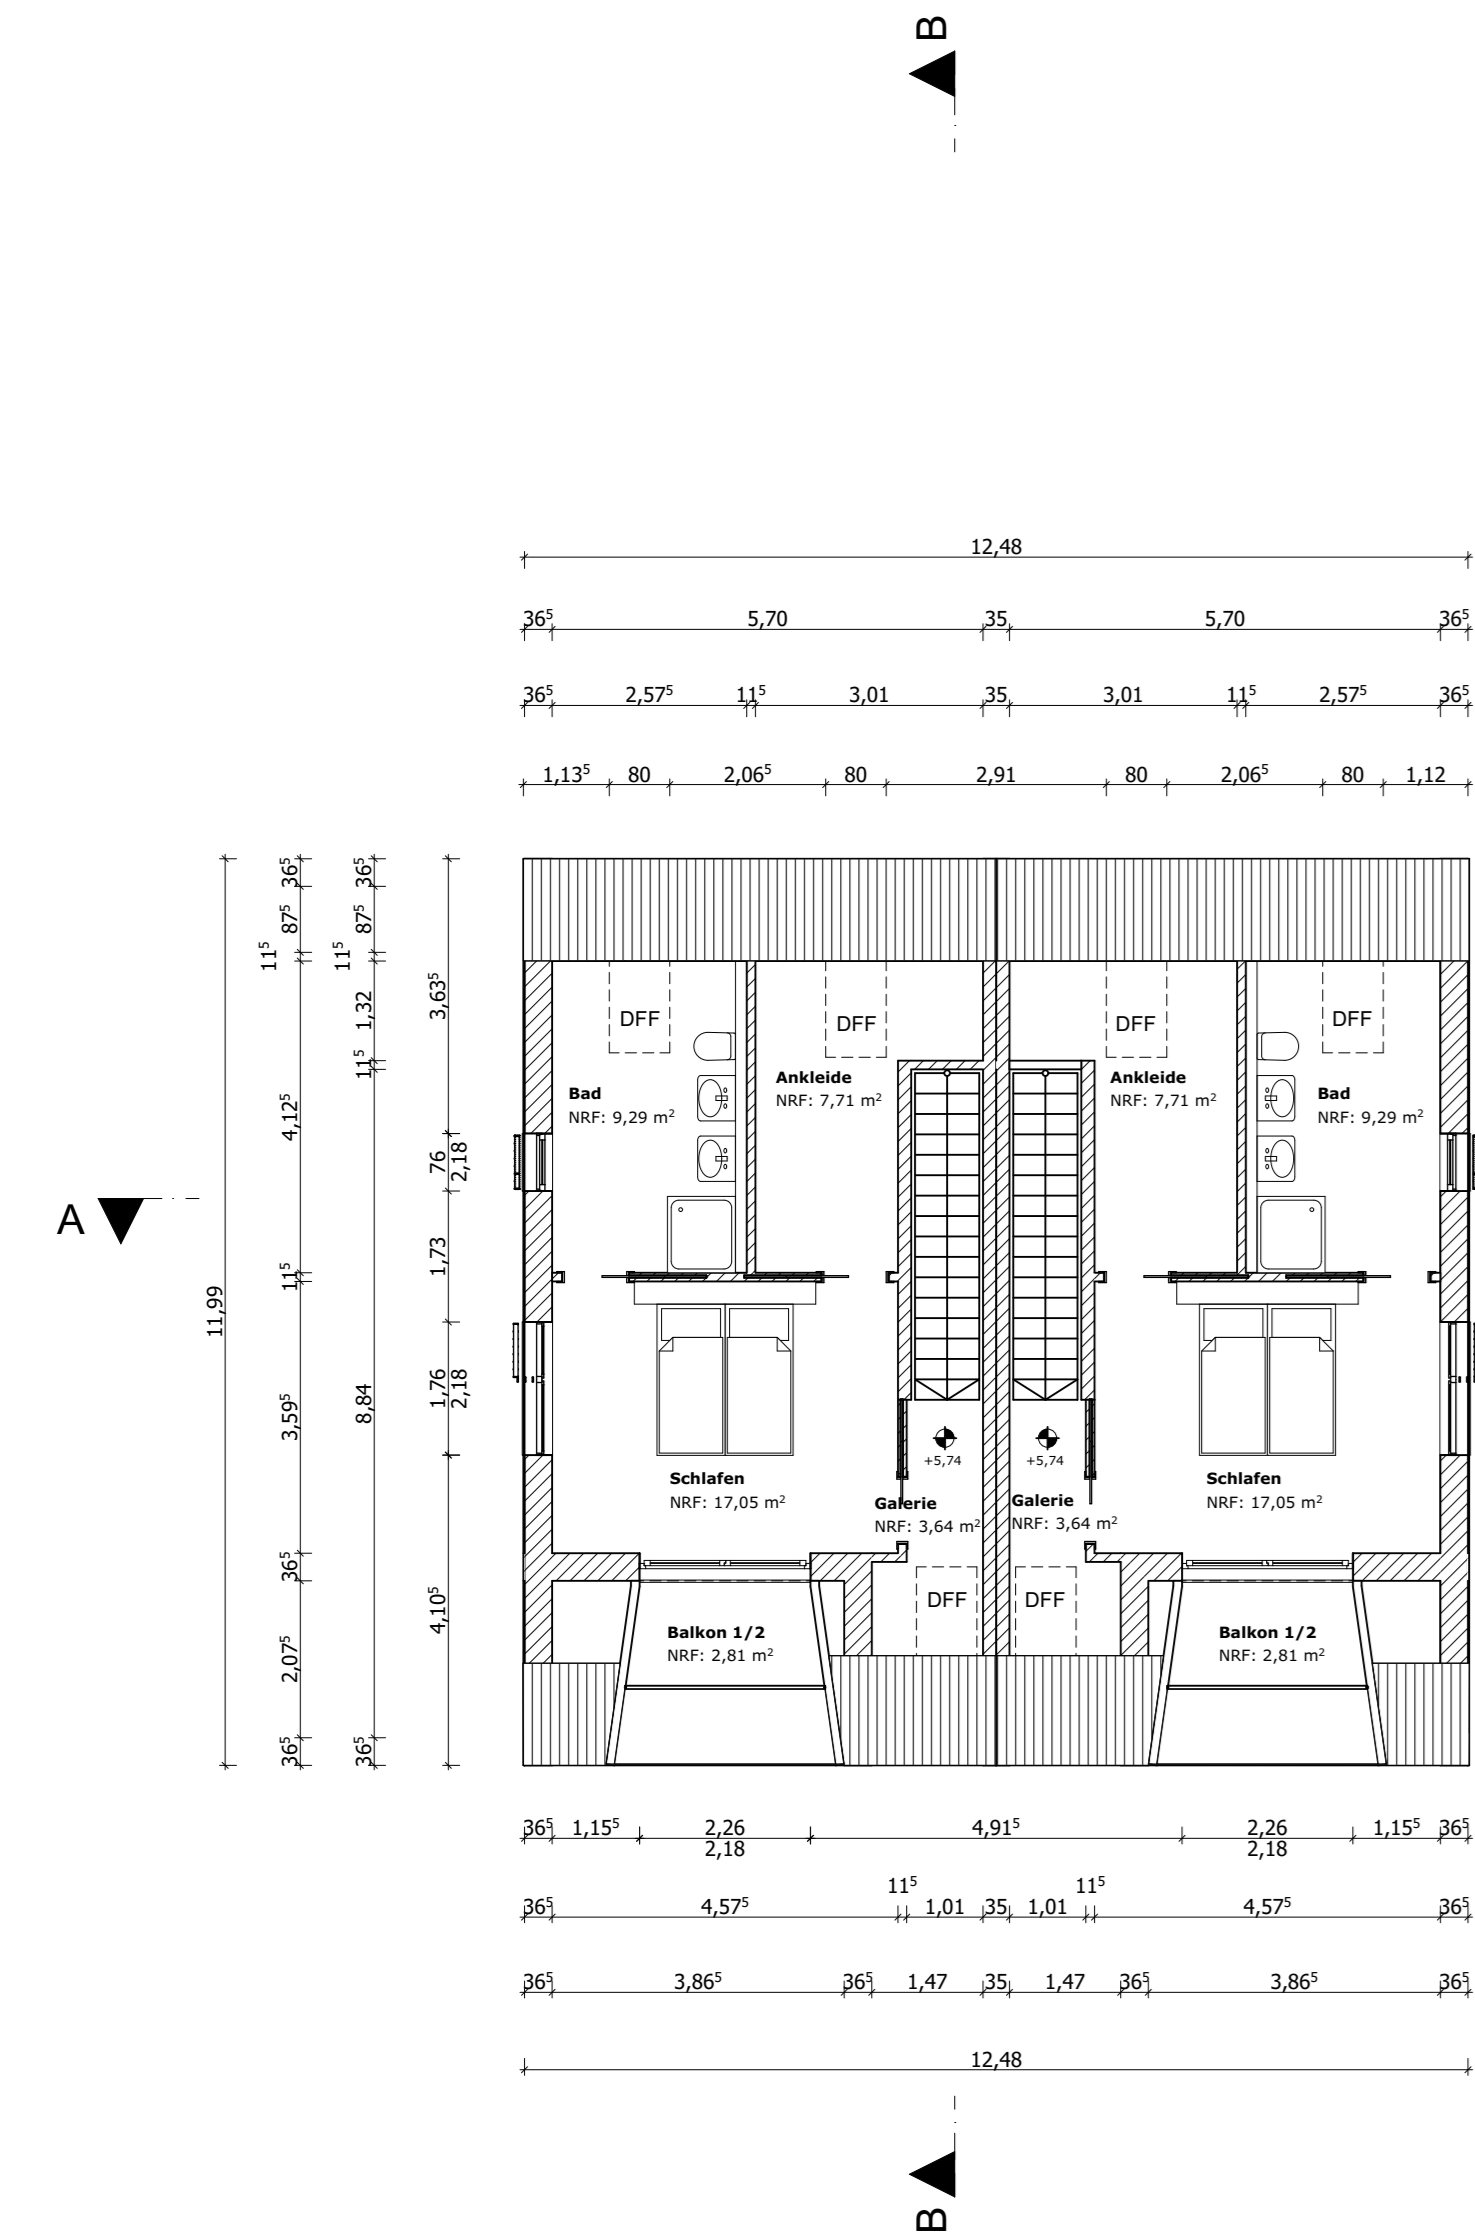 B
12,48
36⁵ 5,70 35 5,70 36⁵
36⁵ 2,57⁵ 11⁵ 3,01 35 3,01 11⁵ 2,57⁵ 36⁵
1,13⁵ 80 2,06⁵ 80 2,91 80 2,06⁵ 80 1,12
11,99
36⁵ 87⁵ 11⁵ 4,12⁵ 11⁵ 3,59⁵ 36⁵ 2,07⁵ 36⁵
36⁵ 87⁵ 11⁵ 1,32 11⁵ 8,84 36⁵
3,63⁵ 76 2,18 1,73 1,76 2,18 4,10⁵
A
DFF DFF DFF DFF
Bad
NRF: 9,29 m²
Ankleide
NRF: 7,71 m²
Ankleide
NRF: 7,71 m²
Bad
NRF: 9,29 m²
+5,74 +5,74
Schlafen
NRF: 17,05 m²
Galerie
NRF: 3,64 m²
Galerie
NRF: 3,64 m²
Schlafen
NRF: 17,05 m²
DFF DFF
Balkon 1/2
NRF: 2,81 m²
Balkon 1/2
NRF: 2,81 m²
36⁵ 1,15⁵ 2,26 4,91⁵ 2,26 1,15⁵ 36⁵
2,18 2,18
11⁵ 11⁵
36⁵ 4,57⁵ 1,01 35 1,01 4,57⁵ 36⁵
36⁵ 3,86⁵ 36⁵ 1,47 35 1,47 36⁵ 3,86⁵ 36⁵
12,48
B